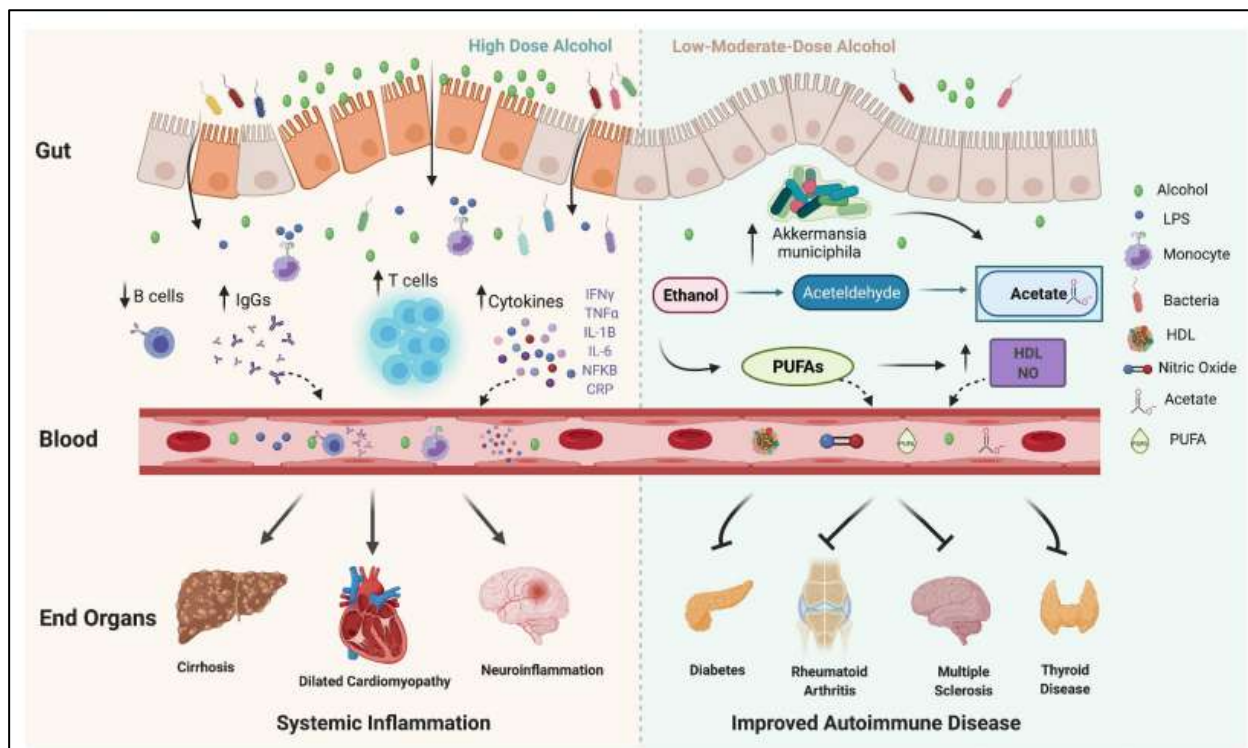 High Dose Alcohol
Low-Moderate-Dose Alcohol
Gut
Alcohol
LPS
Monocyte
Bacteria
HDL
Nitric Oxide
Acetate
PUFA
B cells
IgGs
T cells
Cytokines
IFNγ
TNFα
IL-1B
IL-6
NFKB
CRP
Akkermansia
municiphila
Ethanol
Aceteldehyde
Acetate
PUFAs
HDL
NO
Blood
PUFA
End Organs
Cirrhosis
Dilated Cardiomyopathy
Neuroinflammation
Diabetes
Rheumatoid
Arthritis
Multiple
Sclerosis
Thyroid
Disease
Systemic Inflammation
Improved Autoimmune Disease